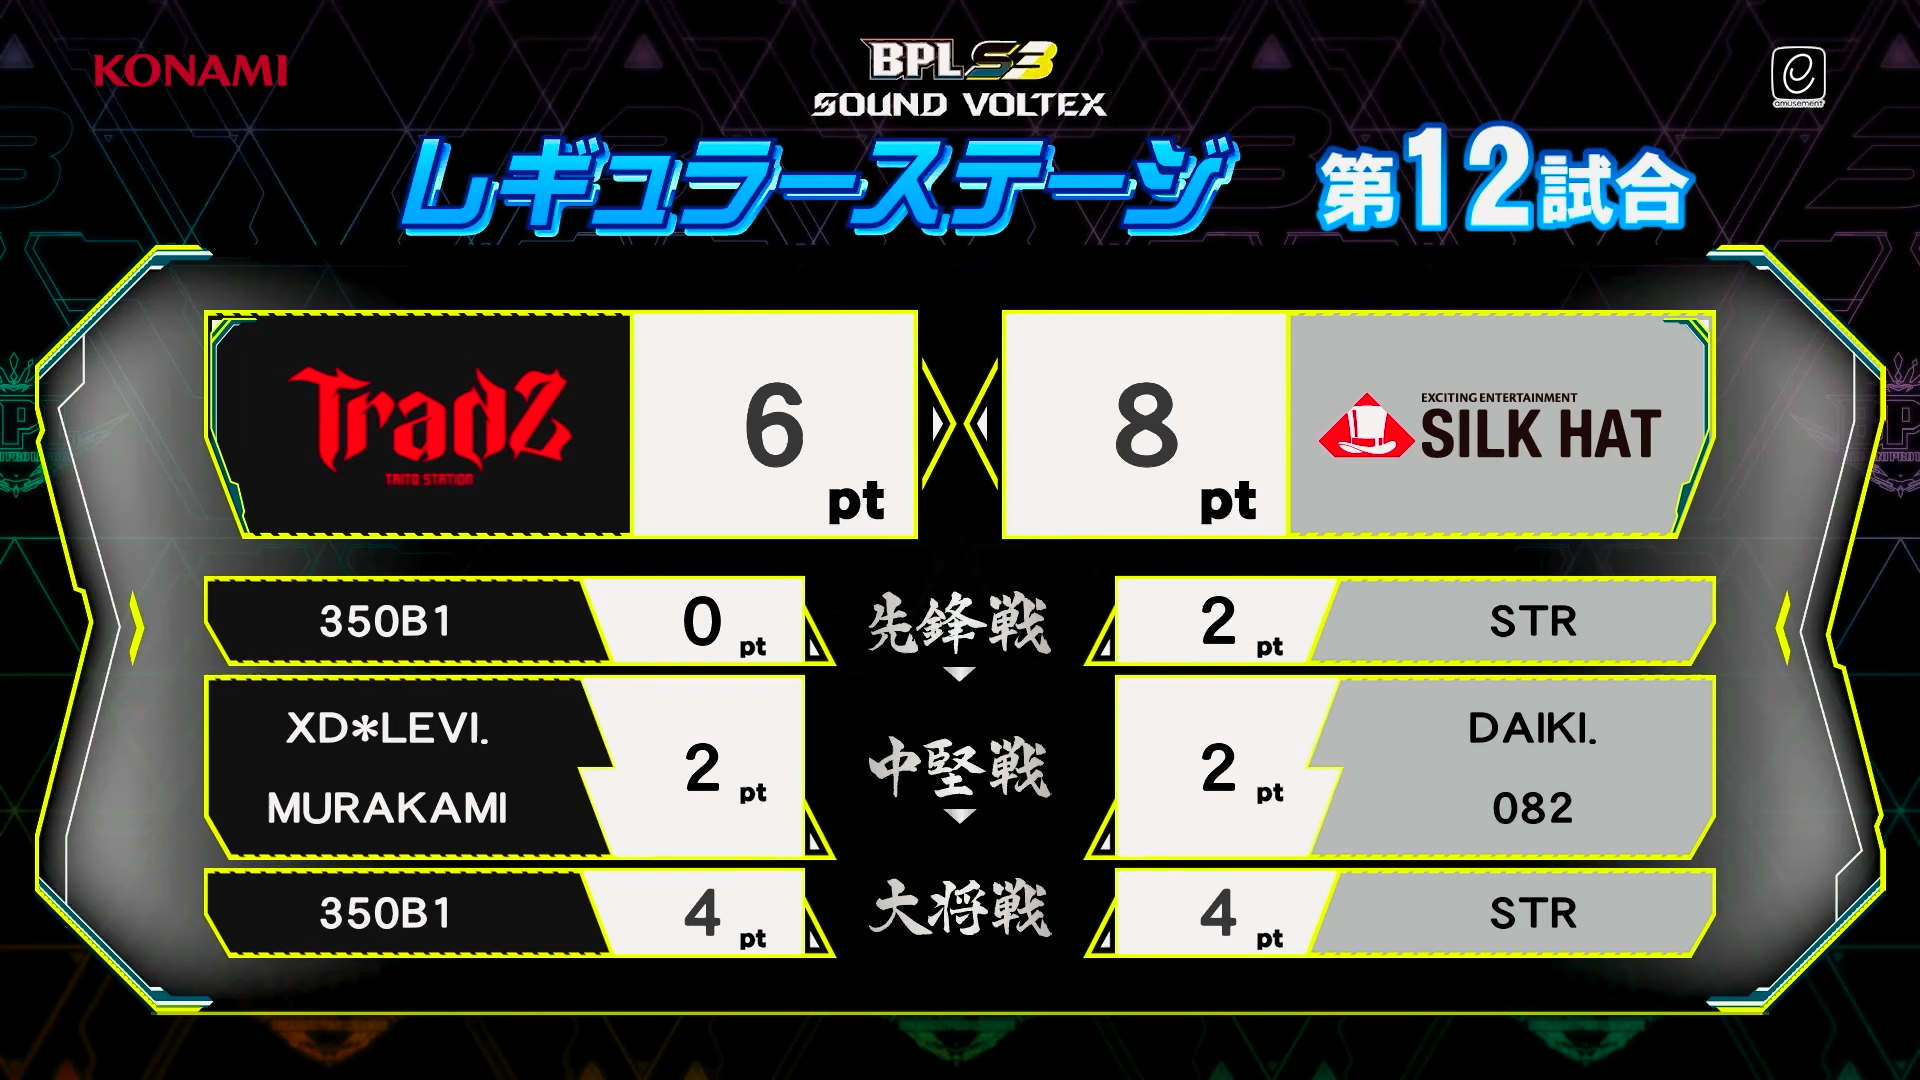 KONAMI
BPL S3
SOUND VOLTEX
amusement
レギュラーステージ 第12試合
TradZ
TAITO STATION
6 pt
8 pt
EXCITING ENTERTAINMENT
SILK HAT
350B1 0 pt 先鋒戦 2 pt STR
XD*LEVI.
MURAKAMI
2 pt 中堅戦 2 pt
DAIKI.
082
350B1 4 pt 大将戦 4 pt STR